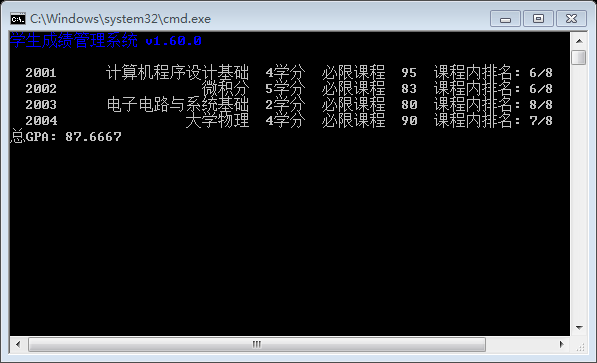 C:\Windows\system32\cmd.exe
学生成绩管理系统 v1.60.0
2001 计算机程序设计基础 4学分 必限课程 95 课程内排名: 6/8
2002 微积分 5学分 必限课程 83 课程内排名: 6/8
2003 电子电路与系统基础 2学分 必限课程 80 课程内排名: 8/8
2004 大学物理 4学分 必限课程 90 课程内排名: 7/8
总GPA: 87.6667